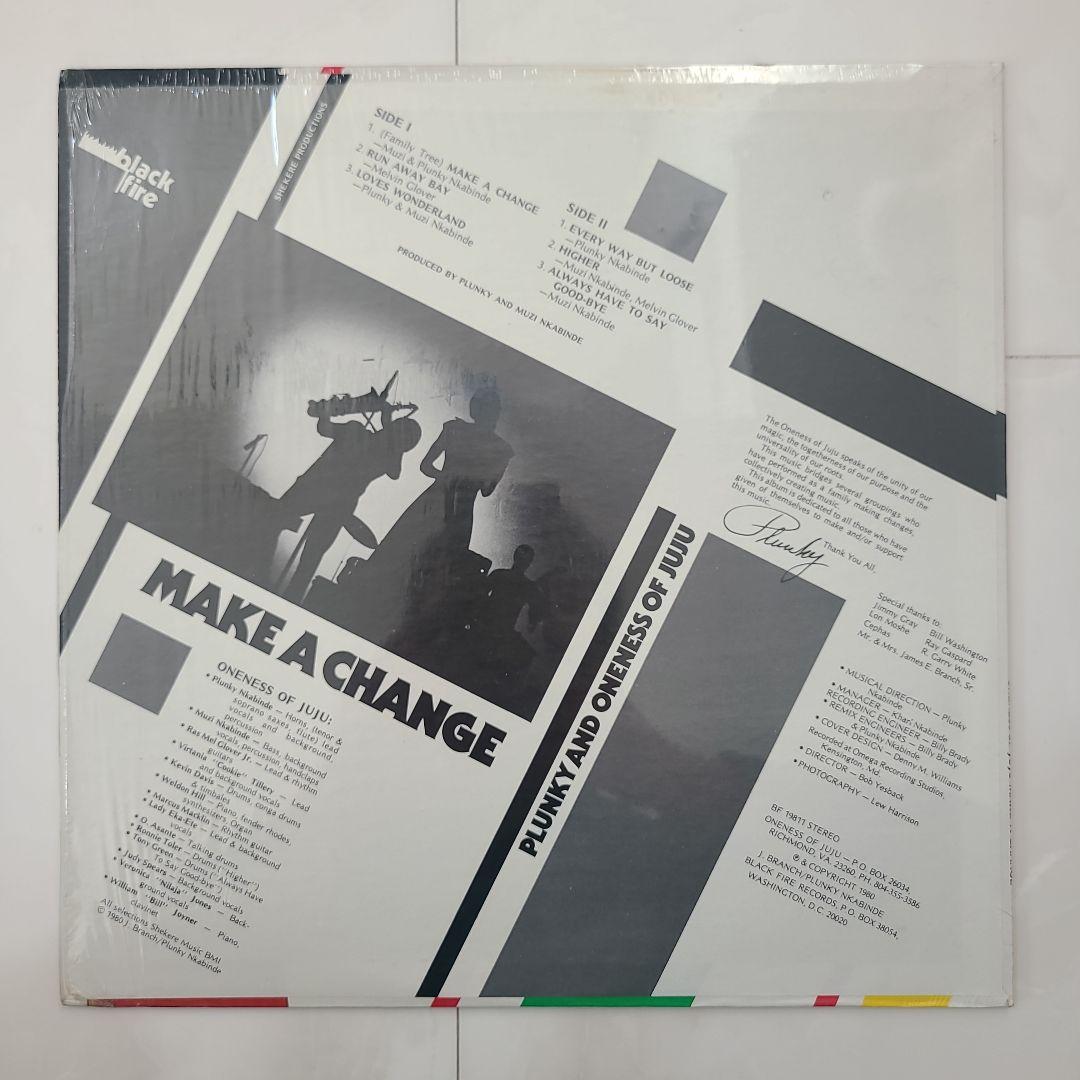 black
fire
SHEKERE PRODUCTIONS
SIDE I
1. (Family Tree) MAKE A CHANGE
—Muzi & Plunky Nkabinde
2. RUN AWAY BAY
—Melvin Glover
3. LOVES WONDERLAND
—Plunky & Muzi Nkabinde
SIDE II
1. EVERY WAY BUT LOOSE
—Plunky Nkabinde
2. HIGHER
—Muzi Nkabinde, Melvin Glover
3. ALWAYS HAVE TO SAY
GOOD-BYE
—Muzi Nkabinde
PRODUCED BY PLUNKY AND MUZI NKABINDE
The Oneness of Juju speaks of the unity of our
magic; the togetherness of our purpose and the
universality of our roots.
This music bridges several groupings who
have performed as a family making changes,
collectively creating music.
This album is dedicated to all those who have
given of themselves to make and/or support
this music.
Thank You All,
Plunky
MAKE A CHANGE
PLUNKY AND ONENESS OF JUJU
ONENESS OF JUJU:
• Plunky Nkabinde — Horns, (tenor &
soprano saxes, flute) lead
vocals and background,
percussion
• Muzi Nkabinde — Bass, background
vocals, percussion, handclaps
• Ras Mel Glover Jr. — Lead & rhythm
guitars
• Virtania "Cookie" Tillery — Lead
and background vocals
• Kevin Davis — Drums, conga drums
& timbales
• Weldon Hill — Piano, fender rhodes,
synthesizers, Organ
• Marcus Macklin — Rhythm guitar
• Lady Eka-Ete — Lead & background
vocals
• O. Asante — Talking drums
• Ronnie Toler — Drums ("Higher")
• Tony Green — Drums ("Always Have
To Say Good-bye")
• Judy Spears — Background vocals
• Veronica "Nilaja" Jones — Back-
ground vocals
• William "Bill" Joyner — Piano,
clavinet
All selections Shekere Music BMI
© 1980 J. Branch/Plunky Nkabinde
Special thanks to:
Jimmy Gray Bill Washington
Lon Moshe Ray Gaspard
Cephas R. Garry White
Mr. & Mrs. James E. Branch, Sr.
• MUSICAL DIRECTION — Plunky
Nkabinde
• MANAGER — Khari Nkabinde
• RECORDING ENGINEER — Billy Brady
• REMIX ENGINEERS — Billy Brady
& Plunky Nkabinde
• COVER DESIGN — Denny M. Williams
Recorded at Omega Recording Studios,
Kensington, Md.
• DIRECTOR — Bob Yesback
• PHOTOGRAPHY — Lew Harrison
BF 19811 STEREO
ONENESS OF JUJU — P.O. BOX 26034
RICHMOND, VA. 23260, PH. 804-355-3586
℗ & COPYRIGHT 1980
J. BRANCH/PLUNKY NKABINDE
BLACK FIRE RECORDS, P.O. BOX 38054,
WASHINGTON, D.C. 20020